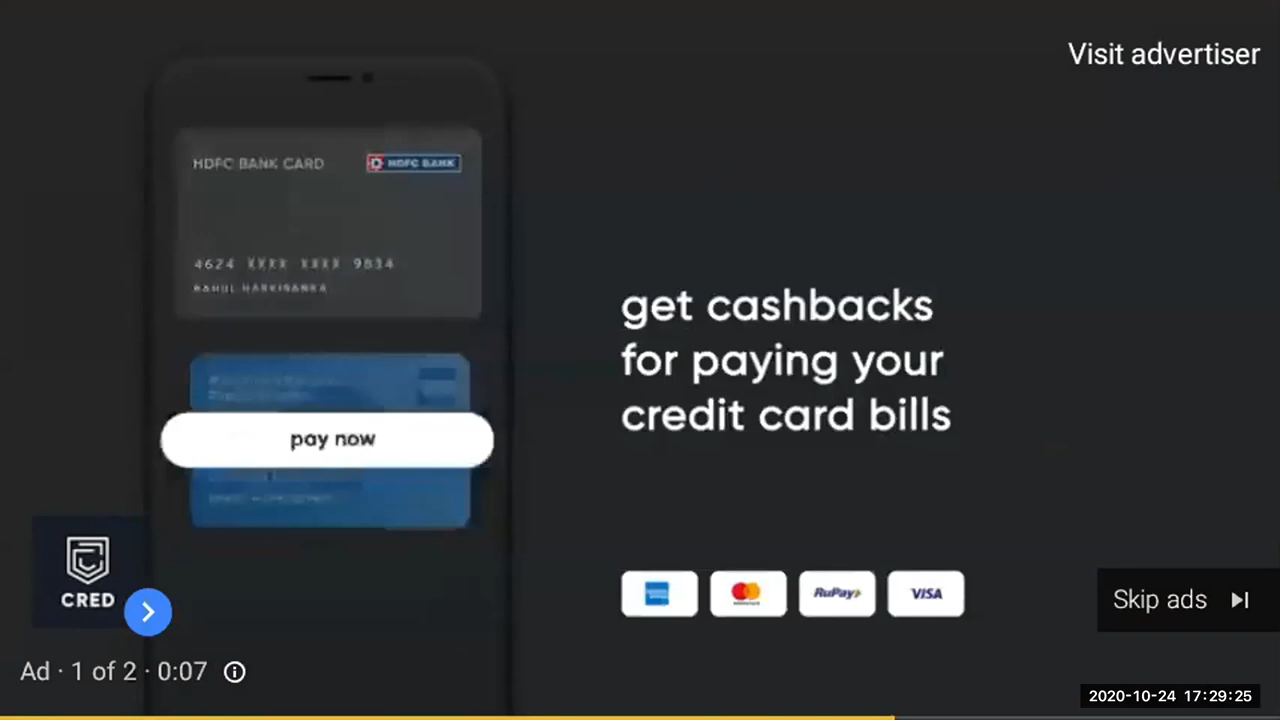 Visit advertiser
HDFC BANK CARD
HDFC BANK
4624 XXXX XXXX 9834
get cashbacks
for paying your
credit card bills
pay now
CRED
RuPay
VISA
Skip ads
Ad · 1 of 2 · 0:07
2020-10-24 17:29:25